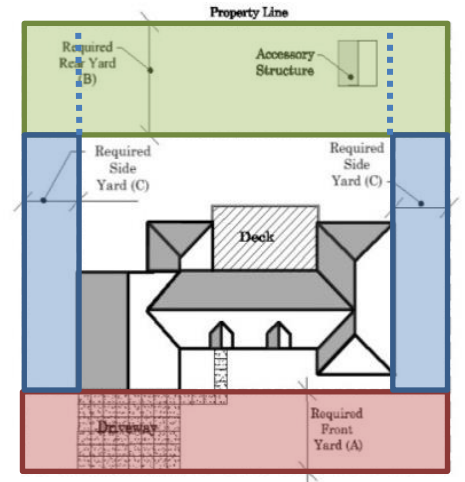 Property Line
Required
Rear Yard
(B)
Accessory
Structure
Required
Side
Yard (C)
Required
Side
Yard (C)
Deck
Driveway
Required
Front
Yard (A)